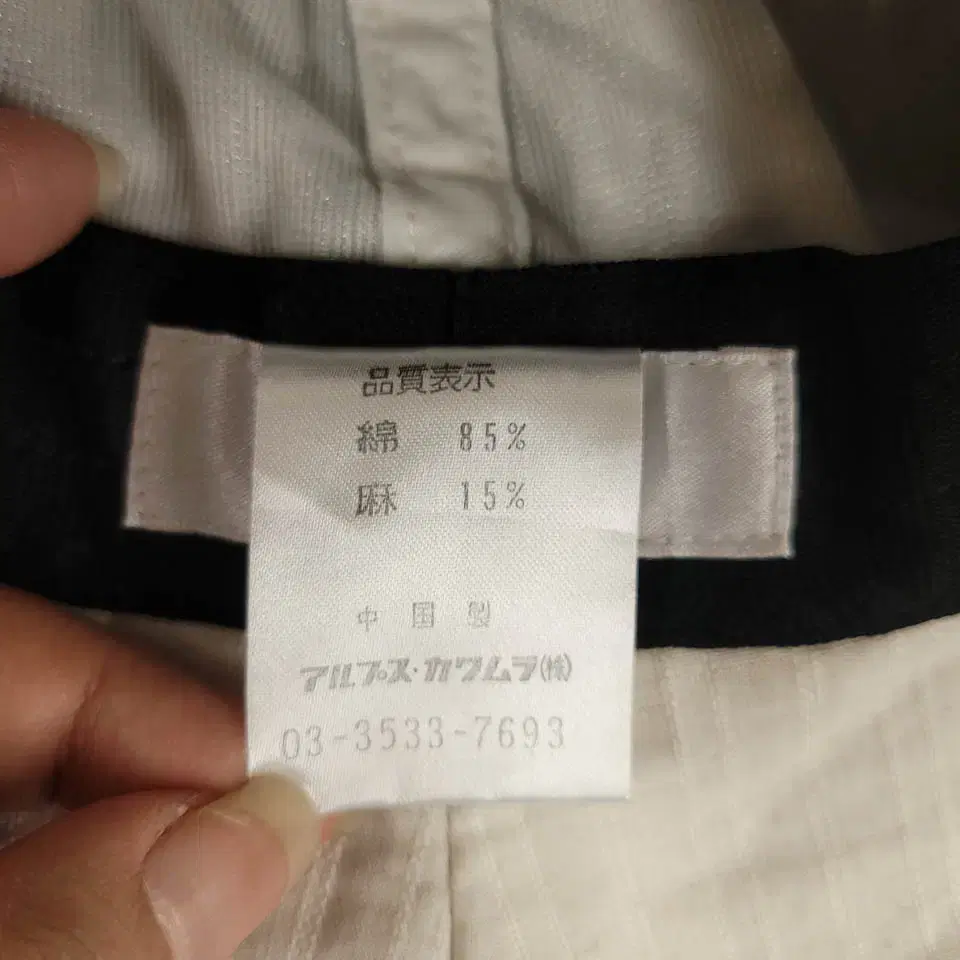 品質表示
綿 85%
麻 15%
中国製
アルプス・カワムラ(株)
03-3533-7693